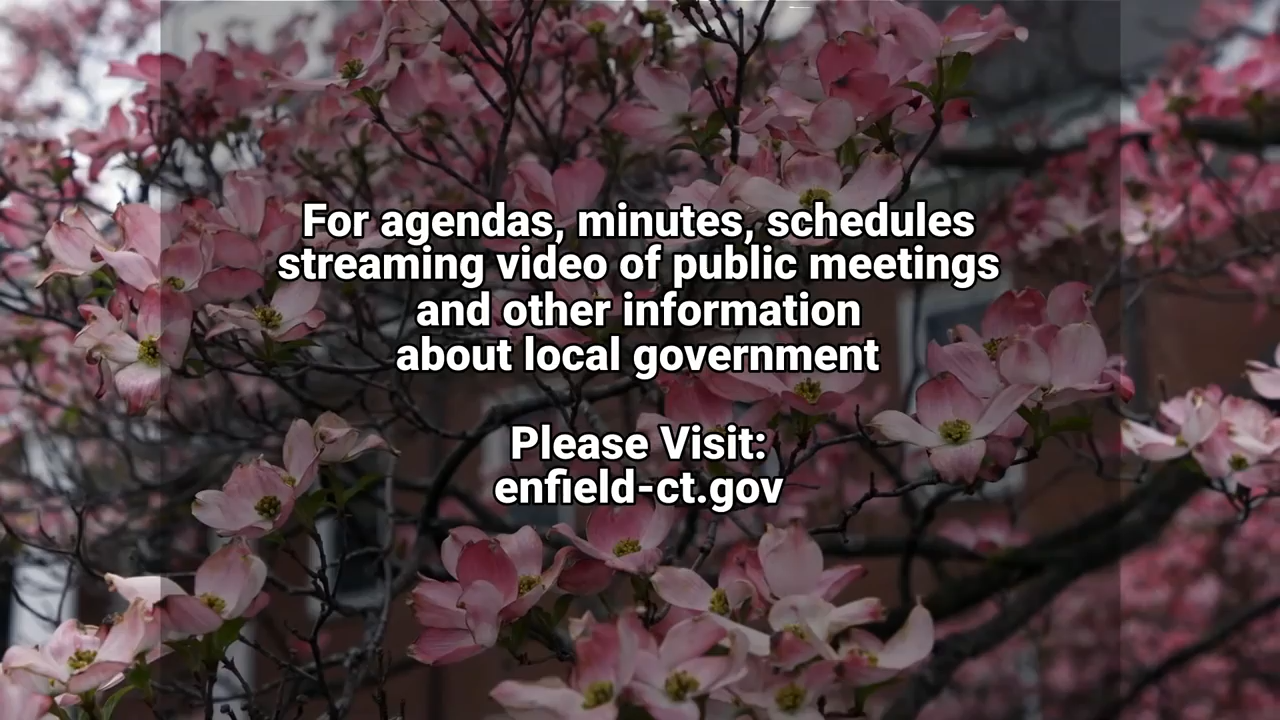 For agendas, minutes, schedules
streaming video of public meetings
and other information
about local government
Please Visit:
enfield-ct.gov